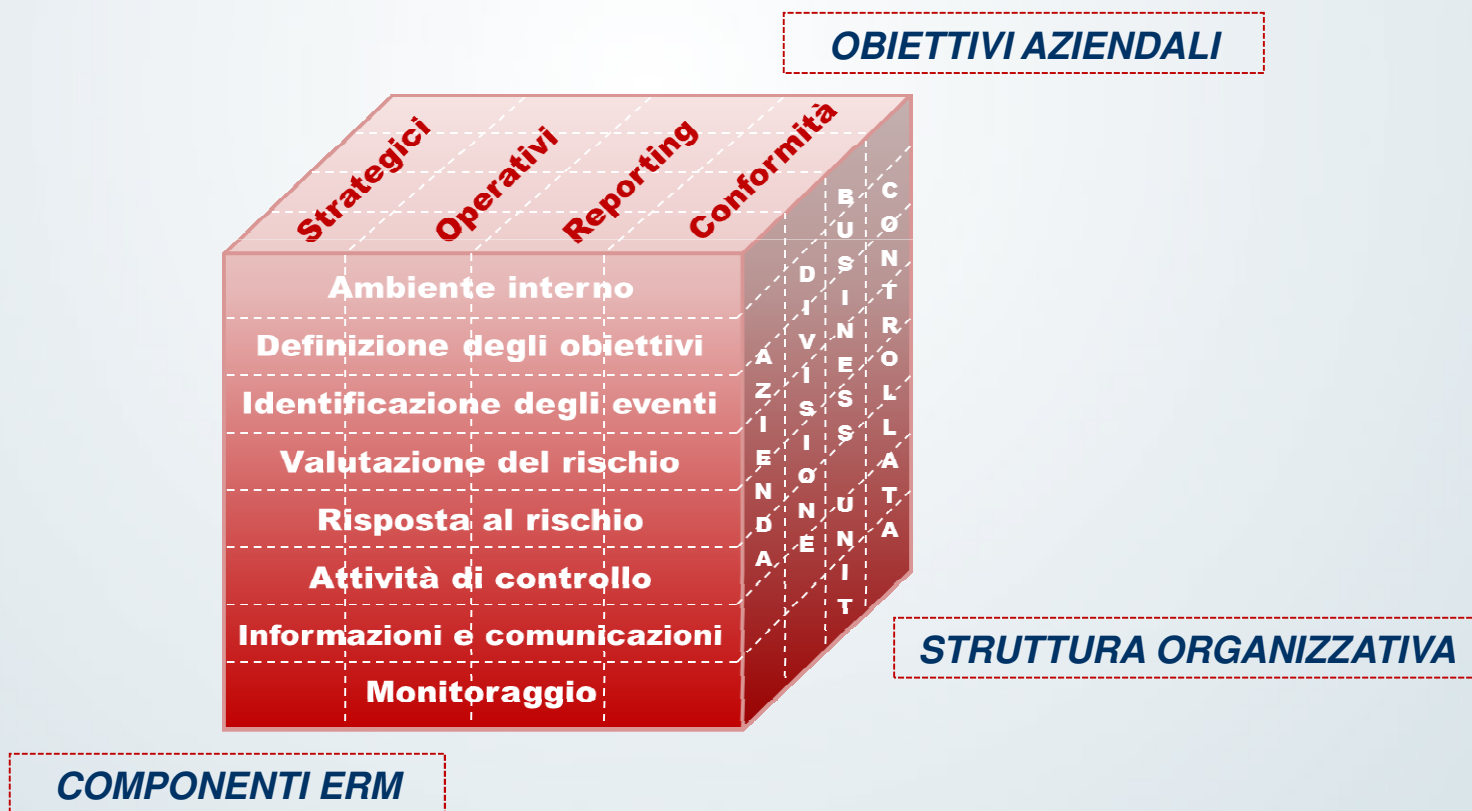 OBIETTIVI AZIENDALI
Strategici
Operativi
Reporting
Conformità
Ambiente interno
Definizione degli obiettivi
Identificazione degli eventi
Valutazione del rischio
Risposta al rischio
Attività di controllo
Informazioni e comunicazioni
Monitoraggio
AZIENDA
DIVISIONE
BUSINESS UNIT
CONTROLLATA
STRUTTURA ORGANIZZATIVA
COMPONENTI ERM